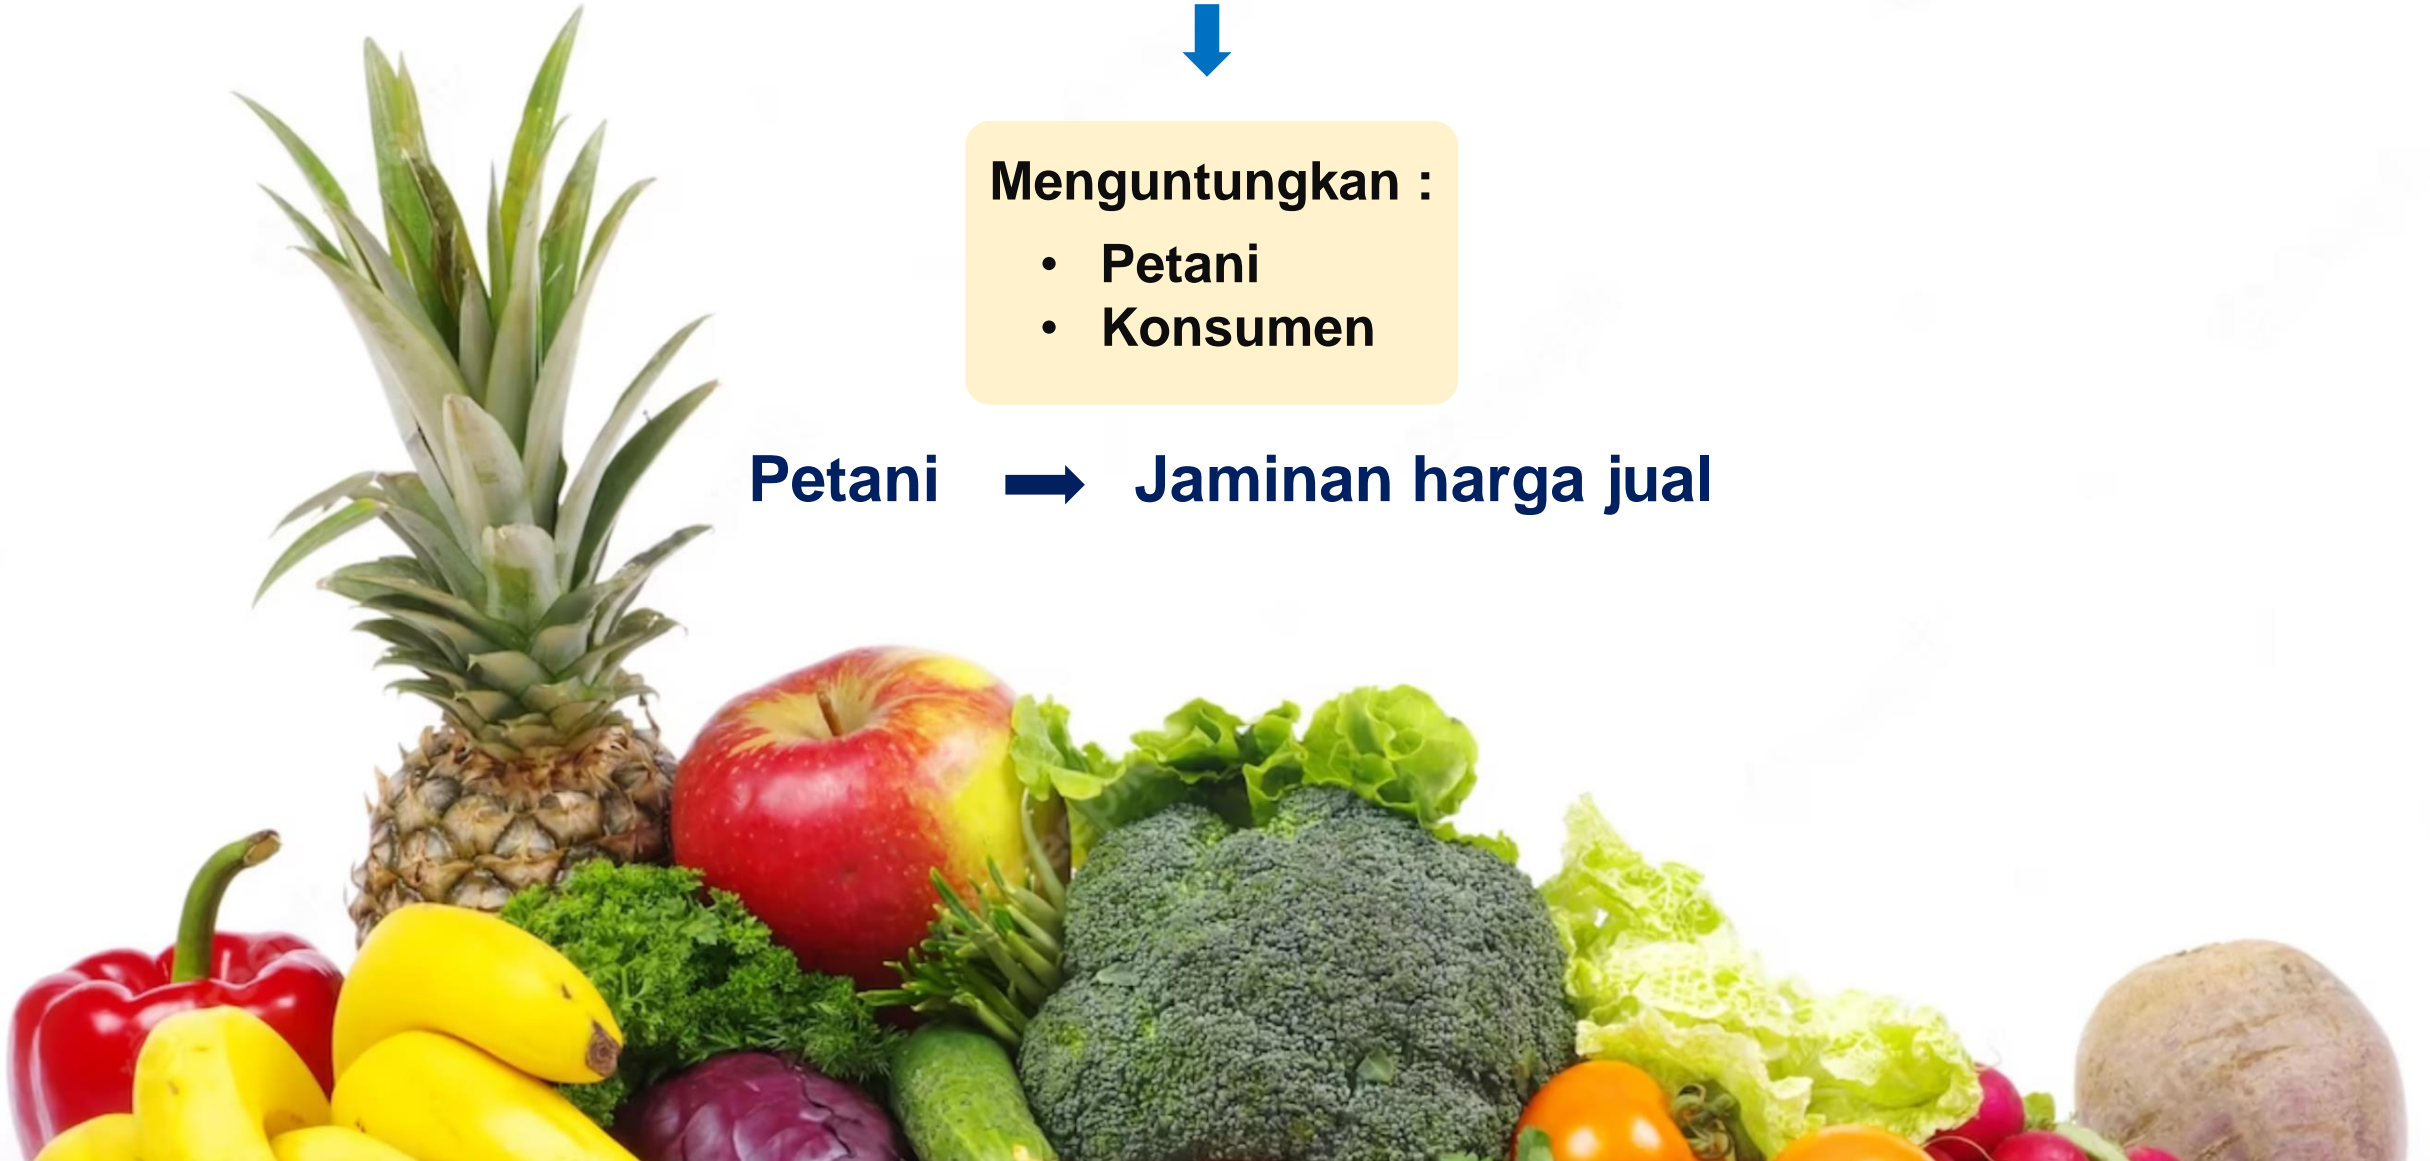 Menguntungkan :
• Petani
• Konsumen
Petani ➡ Jaminan harga jual